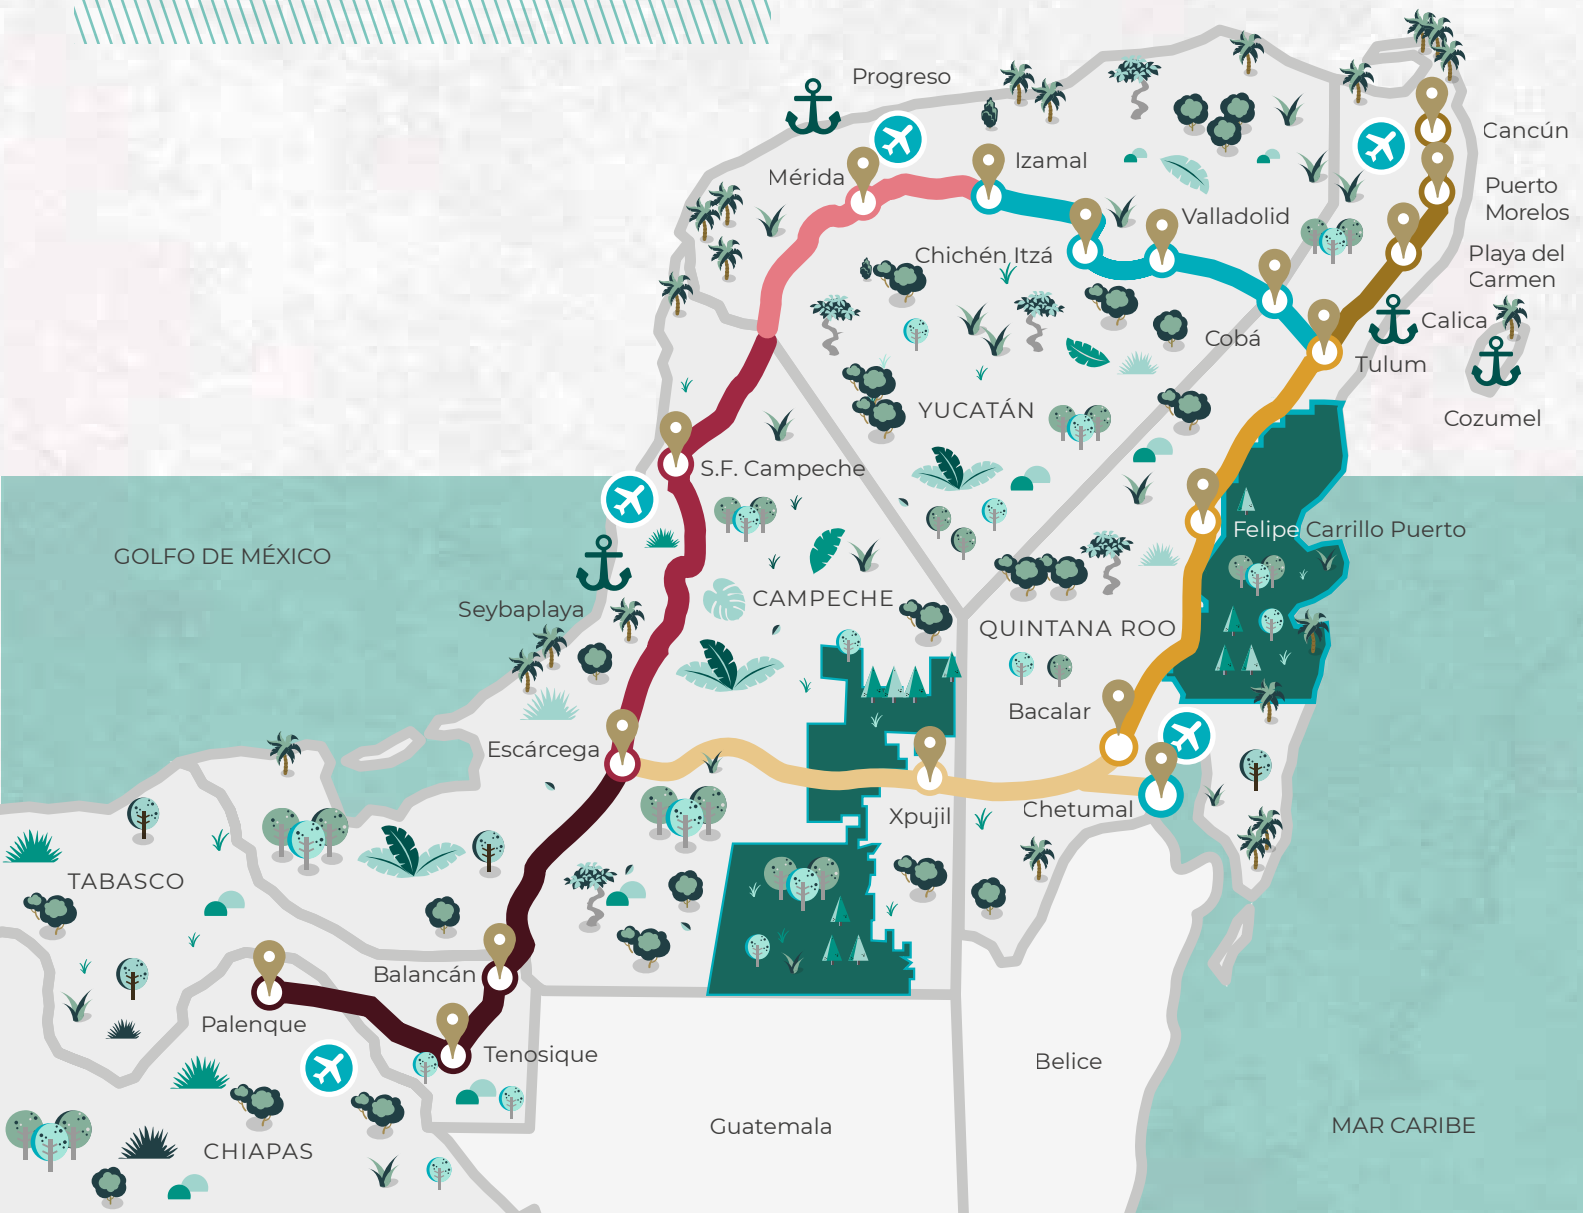 Progreso
Cancún
Izamal
Mérida
Puerto
Morelos
Valladolid
Chichén Itzá
Playa del
Carmen
Calica
Cobá
Tulum
YUCATÁN
Cozumel
S.F. Campeche
Felipe Carrillo Puerto
GOLFO DE MÉXICO
CAMPECHE
Seybaplaya
QUINTANA ROO
Bacalar
Escárcega
Xpujil
Chetumal
TABASCO
Balancán
Palenque
Tenosique
Belice
Guatemala
MAR CARIBE
CHIAPAS